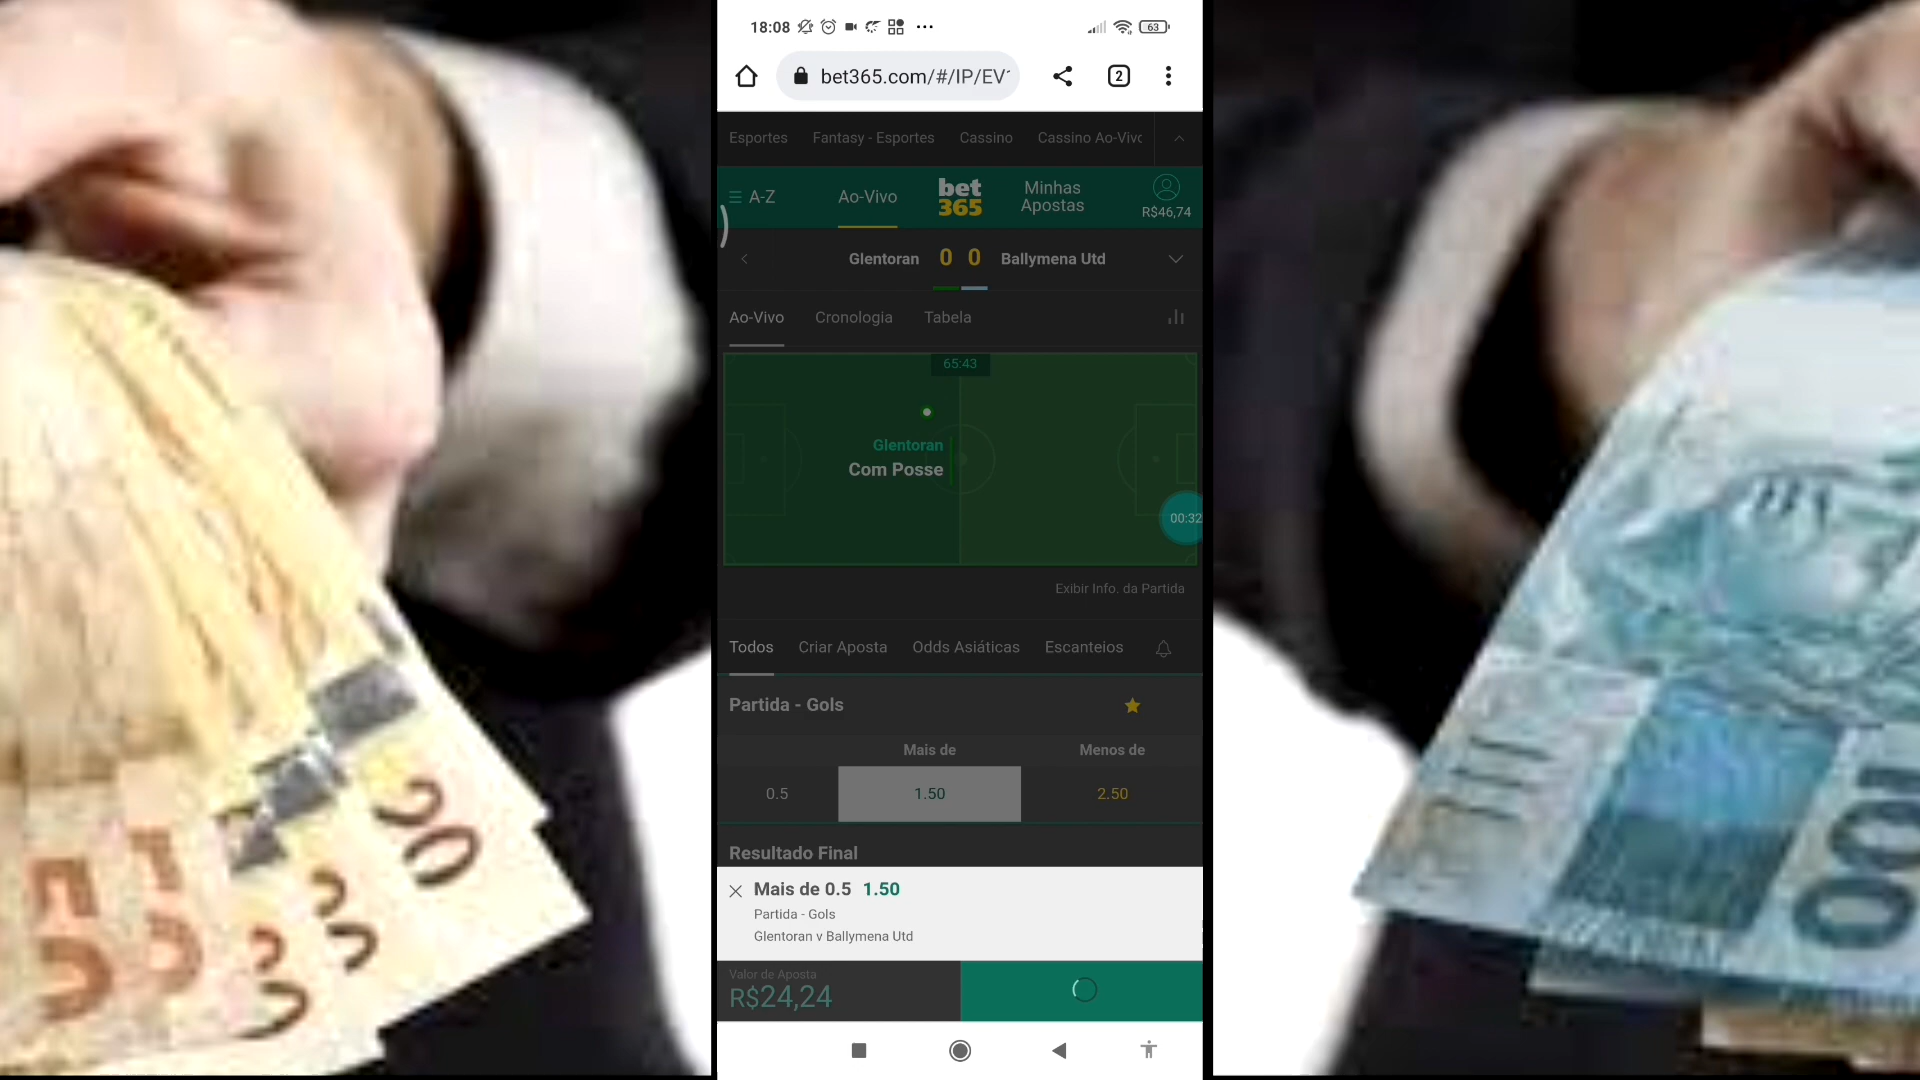 18:08
63
bet365.com/#/IP/EV1
2
Esportes Fantasy - Esportes Cassino Cassino Ao-Vivo
A-Z Ao-Vivo bet 365 Minhas Apostas R$46,74
Glentoran 0 0 Ballymena Utd
Ao-Vivo Cronologia Tabela
65:43
Glentoran
Com Posse
00:32
Exibir Info. da Partida
Todos Criar Aposta Odds Asiáticas Escanteios
Partida - Gols
Mais de Menos de
0.5 1.50 2.50
Resultado Final
Mais de 0.5 1.50
Partida - Gols
Glentoran v Ballymena Utd
Valor de Aposta
R$24,24
20
100